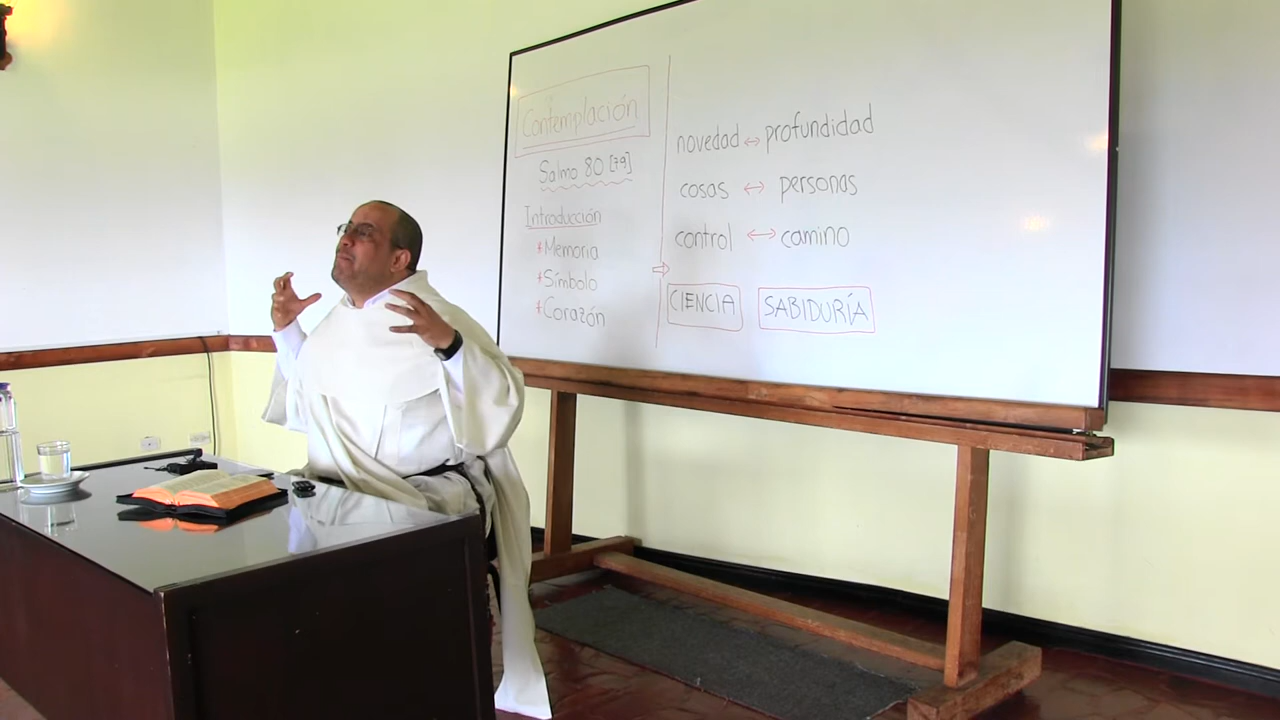 Contemplación
Salmo 80 [79]
Introducción
*Memoria
*Símbolo
*Corazón
novedad ↔ profundidad
cosas ↔ personas
control ↔ camino
⇨
CIENCIA SABIDURÍA